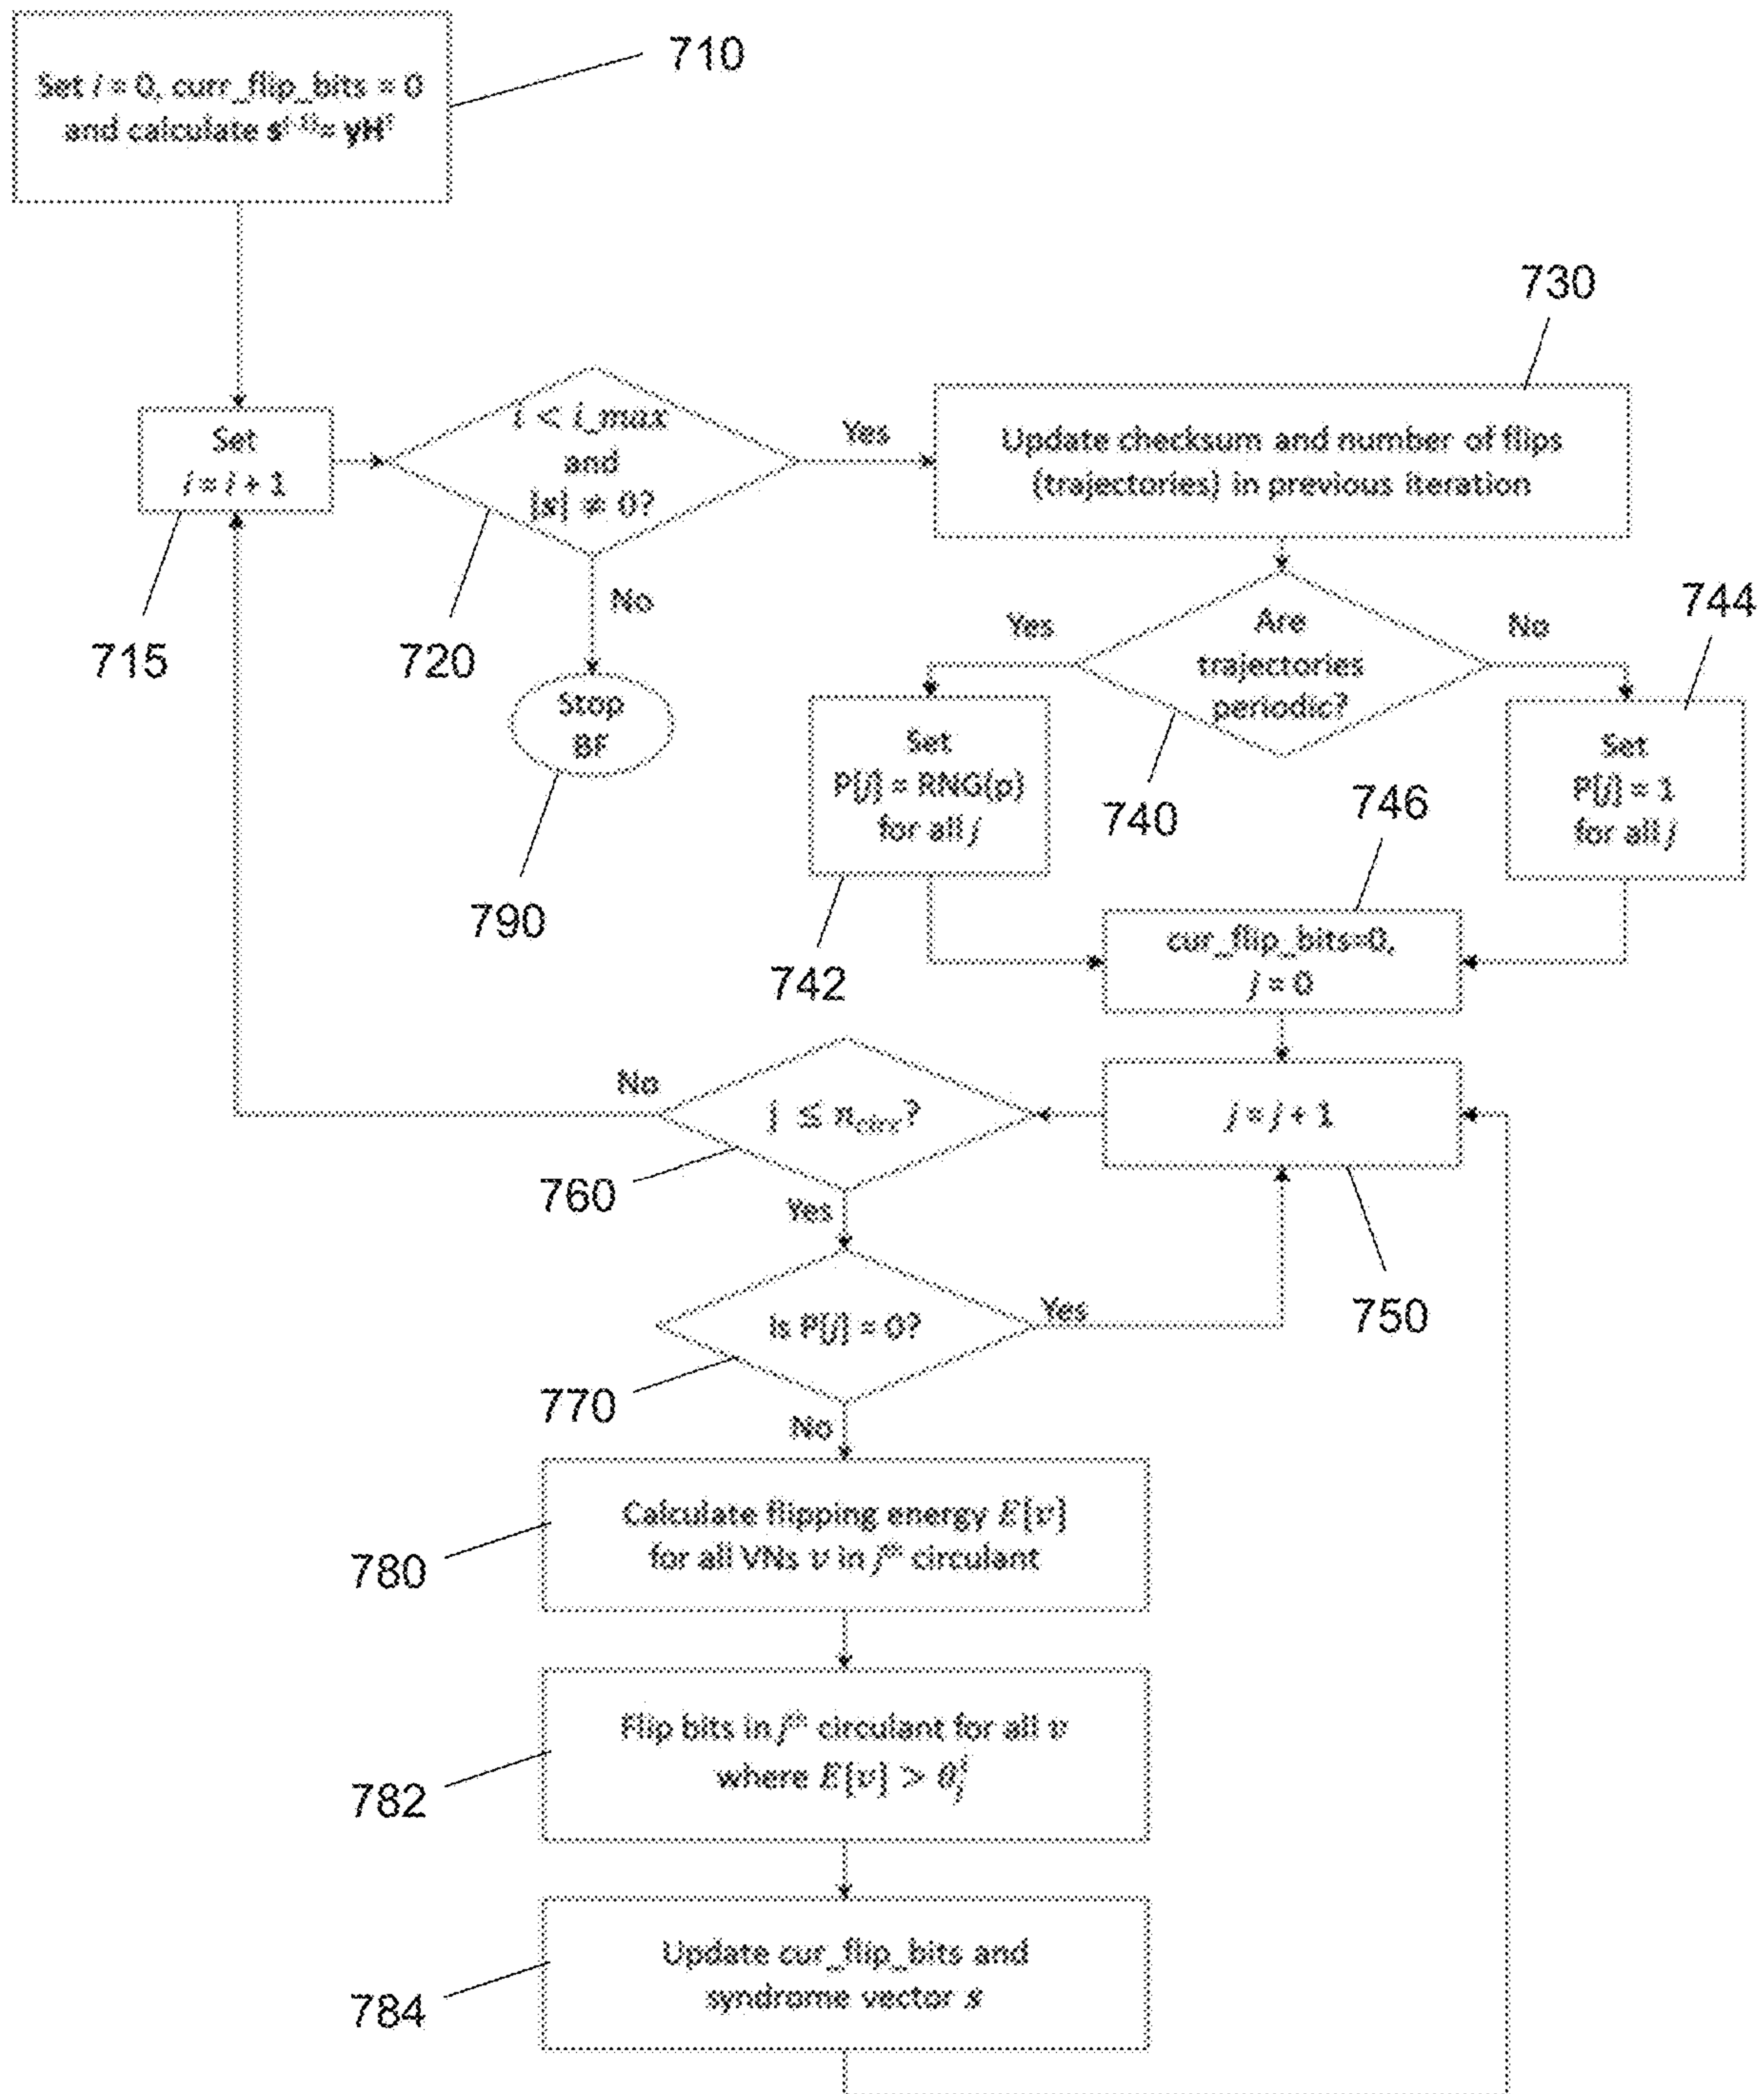 710
Set i = 0, curr_flip_bits = 0
and calculate s⁽⁻¹⁾= yHᵀ
730
Set
i = i + 1
i < i_max
and
|s| ≠ 0?
Yes
Update checksum and number of flips
(trajectories) in previous iteration
No
715
720
Stop
BF
790
Yes
Are
trajectories
periodic?
No
744
740
Set
P[j] = RNG(p)
for all j
742
Set
P[j] = 1
for all j
746
cur_flip_bits=0,
j = 0
No
j ≤ n_circ?
j = j + 1
760
Yes
750
is P[j] = 0?
Yes
770
No
Calculate flipping energy E[v]
for all VNs v in jᵗʰ circulant
780
Flip bits in jᵗʰ circulant for all v
where E[v] > θⱼⁱ
782
Update cur_flip_bits and
syndrome vector s
784